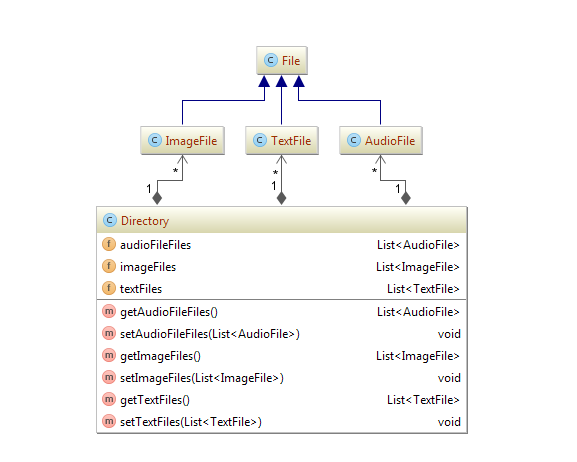 C File
C ImageFile
C TextFile
C AudioFile
* * *
1 1 1
C Directory
f audioFileFiles List<AudioFile>
f imageFiles List<ImageFile>
f textFiles List<TextFile>
m getAudioFileFiles() List<AudioFile>
m setAudioFileFiles(List<AudioFile>) void
m getImageFiles() List<ImageFile>
m setImageFiles(List<ImageFile>) void
m getTextFiles() List<TextFile>
m setTextFiles(List<TextFile>) void